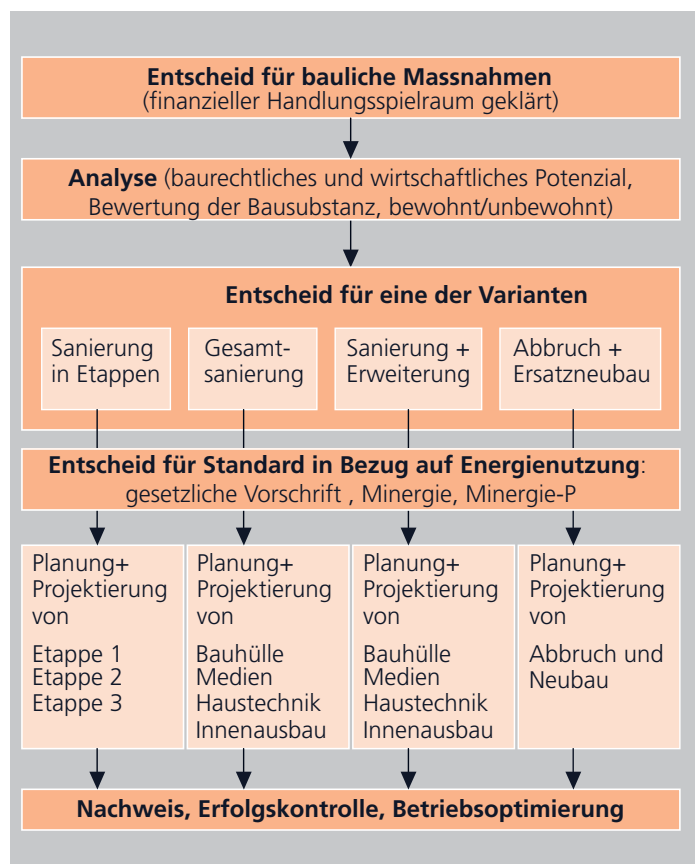 Entscheid für bauliche Massnahmen
(finanzieller Handlungsspielraum geklärt)
Analyse (baurechtliches und wirtschaftliches Potenzial,
Bewertung der Bausubstanz, bewohnt/unbewohnt)
Entscheid für eine der Varianten
Sanierung
in Etappen
Gesamt-
sanierung
Sanierung +
Erweiterung
Abbruch +
Ersatzneubau
Entscheid für Standard in Bezug auf Energienutzung:
gesetzliche Vorschrift , Minergie, Minergie-P
Planung+
Projektierung
von
Etappe 1
Etappe 2
Etappe 3
Planung+
Projektierung
von
Bauhülle
Medien
Haustechnik
Innenausbau
Planung+
Projektierung
von
Bauhülle
Medien
Haustechnik
Innenausbau
Planung+
Projektierung
von
Abbruch und
Neubau
Nachweis, Erfolgskontrolle, Betriebsoptimierung